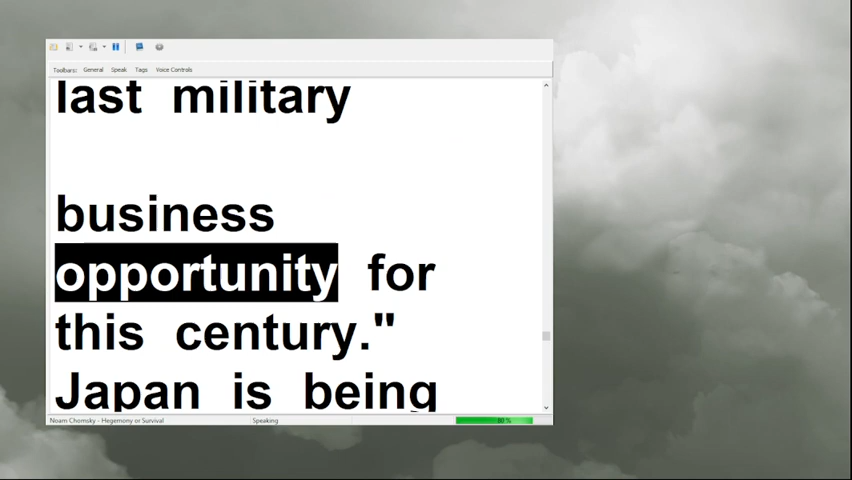 Toolbars: General Speak Tags Voice Controls
last military
business
opportunity for
this century."
Japan is being
Noam Chomsky - Hegemony or Survival Speaking 80 %